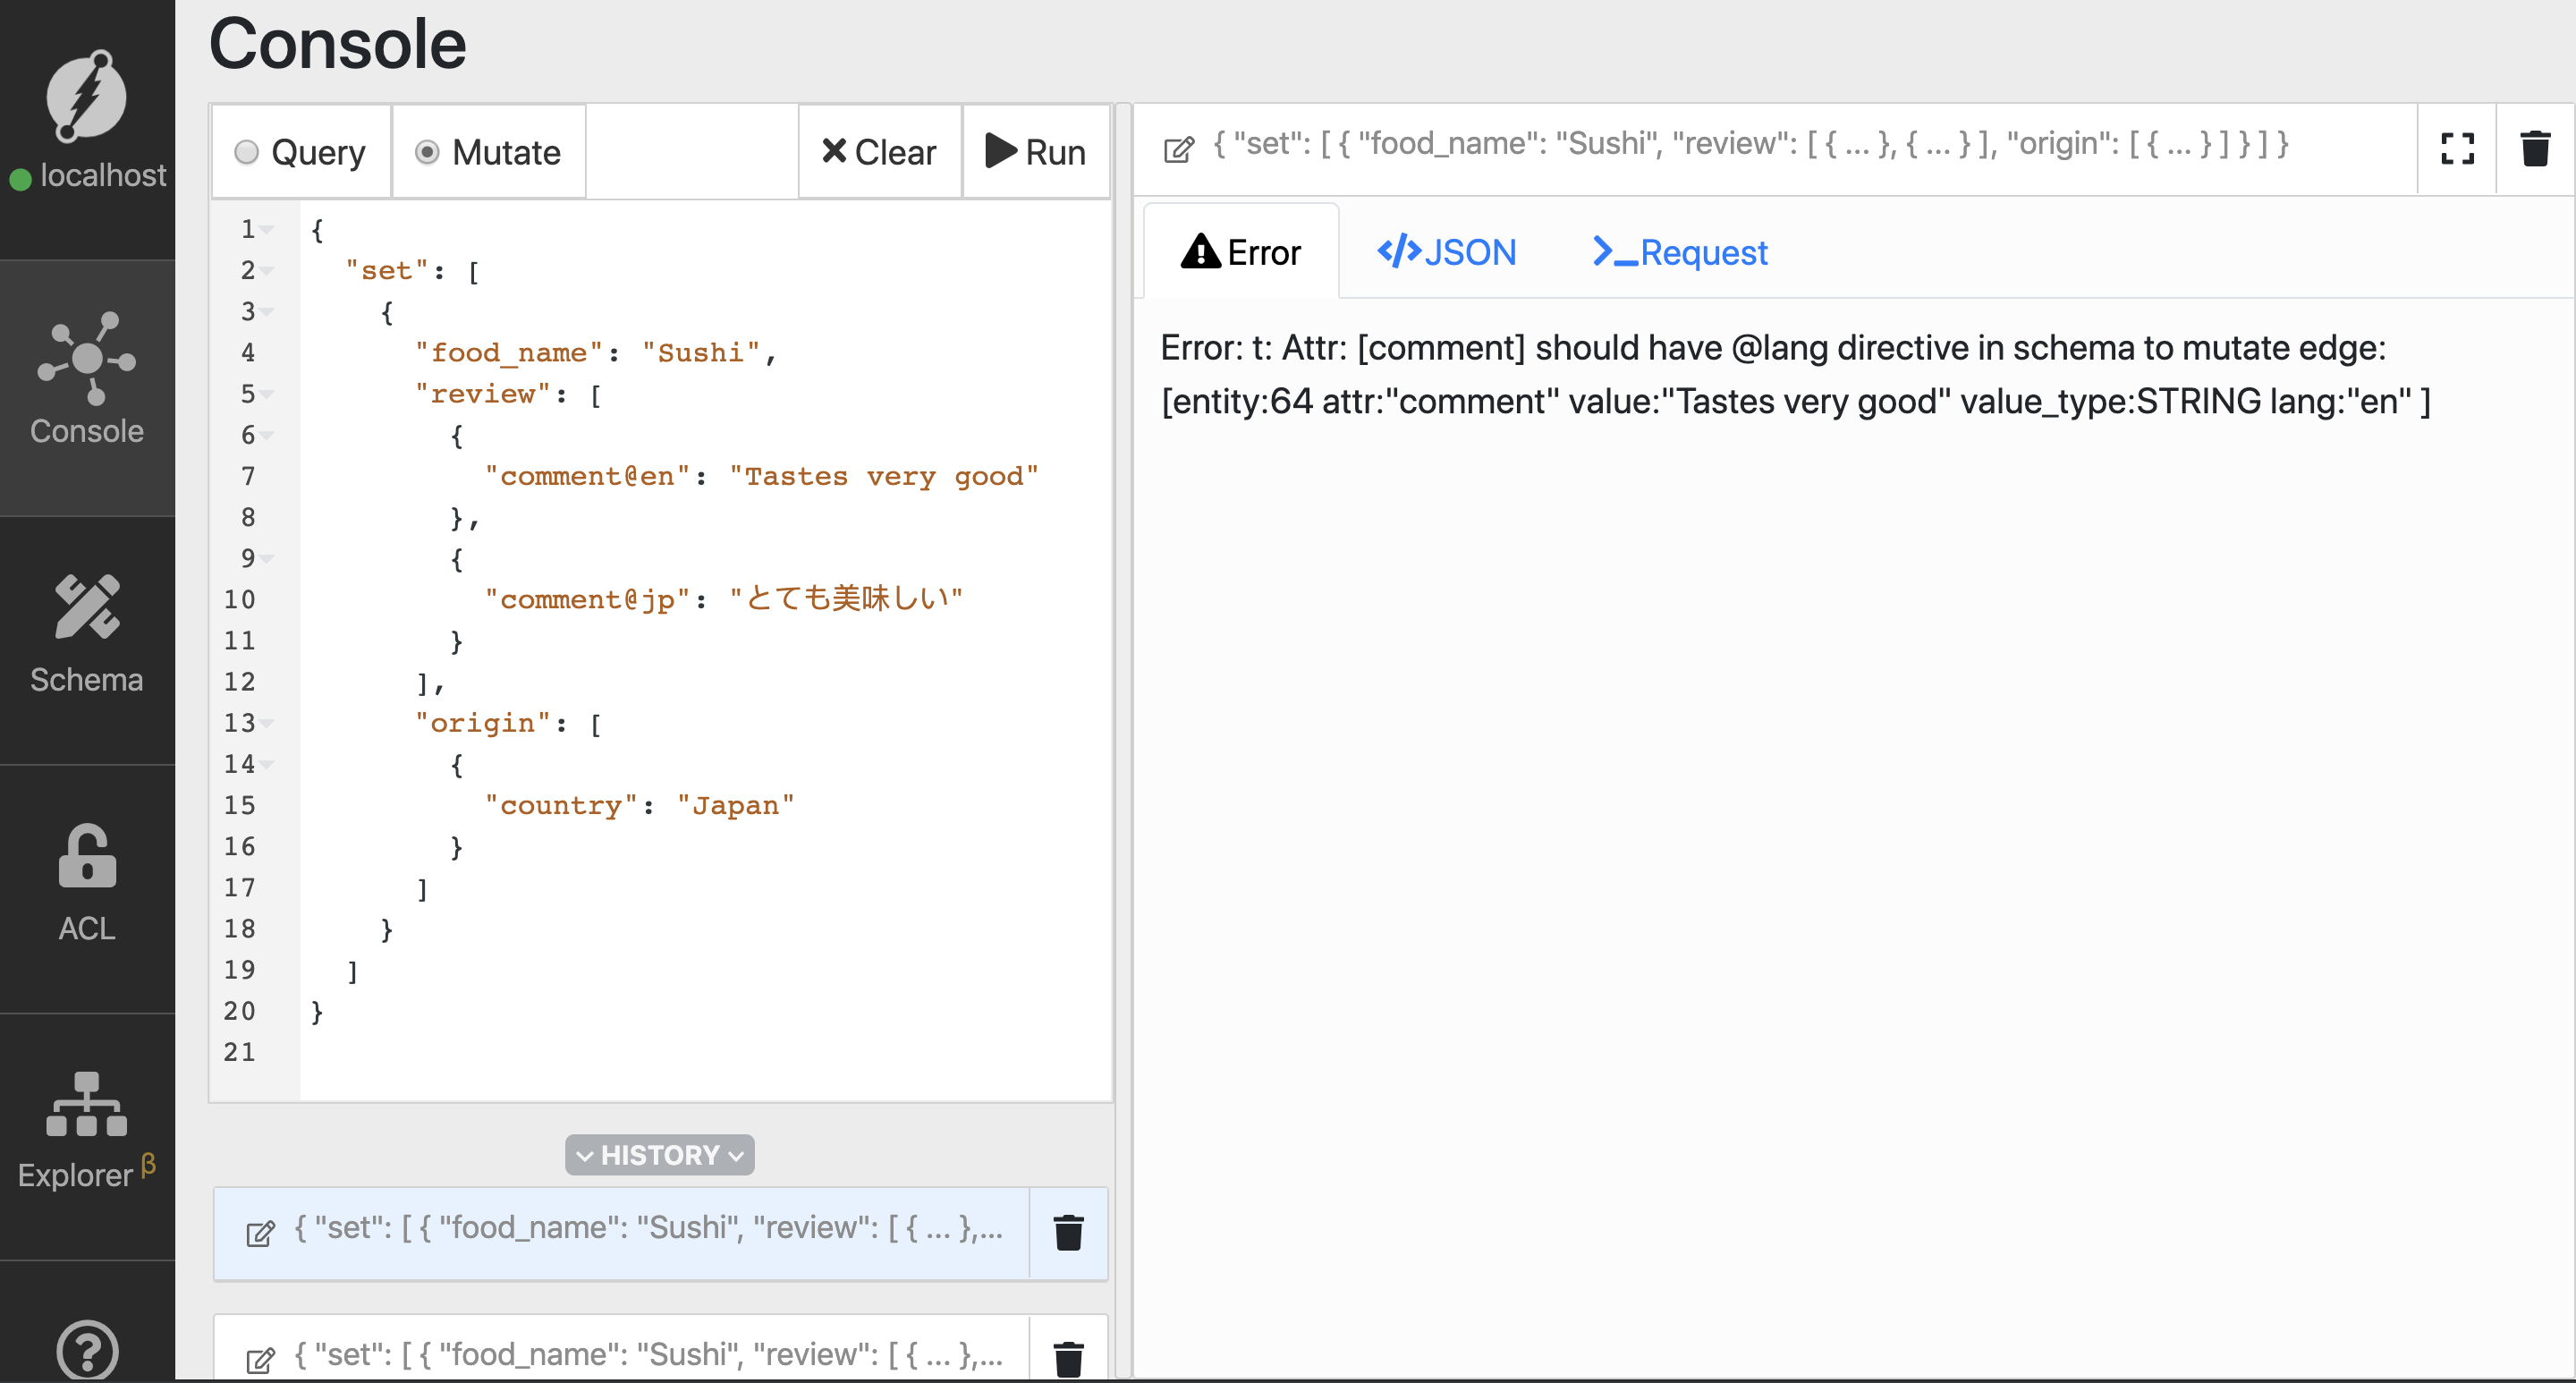 Console
localhost
Console
Schema
ACL
Explorer β
Query Mutate Clear Run
1 {
2 "set": [
3 {
4 "food_name": "Sushi",
5 "review": [
6 {
7 "comment@en": "Tastes very good"
8 },
9 {
10 "comment@jp": "とても美味しい"
11 }
12 ],
13 "origin": [
14 {
15 "country": "Japan"
16 }
17 ]
18 }
19 ]
20 }
21
HISTORY
{ "set": [ { "food_name": "Sushi", "review": [ { ... },...
{ "set": [ { "food_name": "Sushi", "review": [ { ... },...
{ "set": [ { "food_name": "Sushi", "review": [ { ... }, { ... } ], "origin": [ { ... } ] } ] }
Error JSON Request
Error: t: Attr: [comment] should have @lang directive in schema to mutate edge:
[entity:64 attr:"comment" value:"Tastes very good" value_type:STRING lang:"en" ]